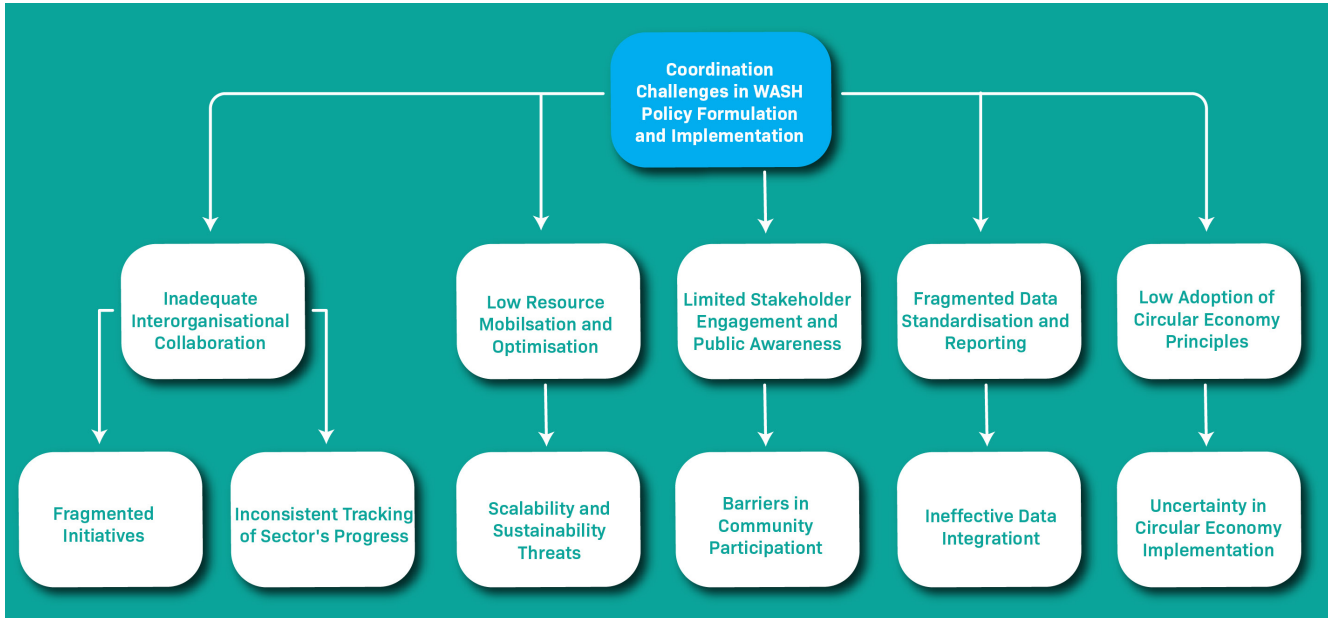 Coordination
Challenges in WASH
Policy Formulation
and Implementation
Inadequate
Interorganisational
Collaboration
Low Resource
Mobilsation and
Optimisation
Limited Stakeholder
Engagement and
Public Awareness
Fragmented Data
Standardisation and
Reporting
Low Adoption of
Circular Economy
Principles
Fragmented
Initiatives
Inconsistent Tracking
of Sector's Progress
Scalability and
Sustainability
Threats
Barriers in
Community
Participationt
Ineffective Data
Integrationt
Uncertainty in
Circular Economy
Implementation